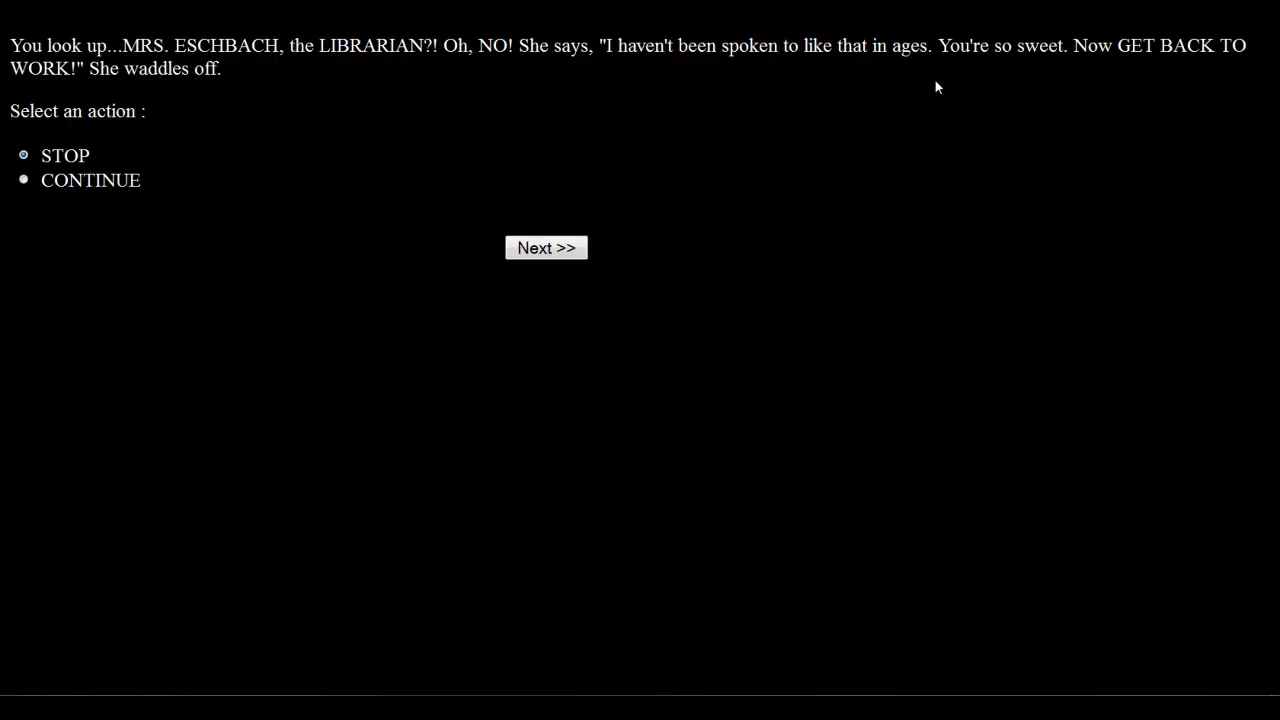 You look up...MRS. ESCHBACH, the LIBRARIAN?! Oh, NO! She says, "I haven't been spoken to like that in ages. You're so sweet. Now GET BACK TO
WORK!" She waddles off.
Select an action :
STOP
CONTINUE
Next >>